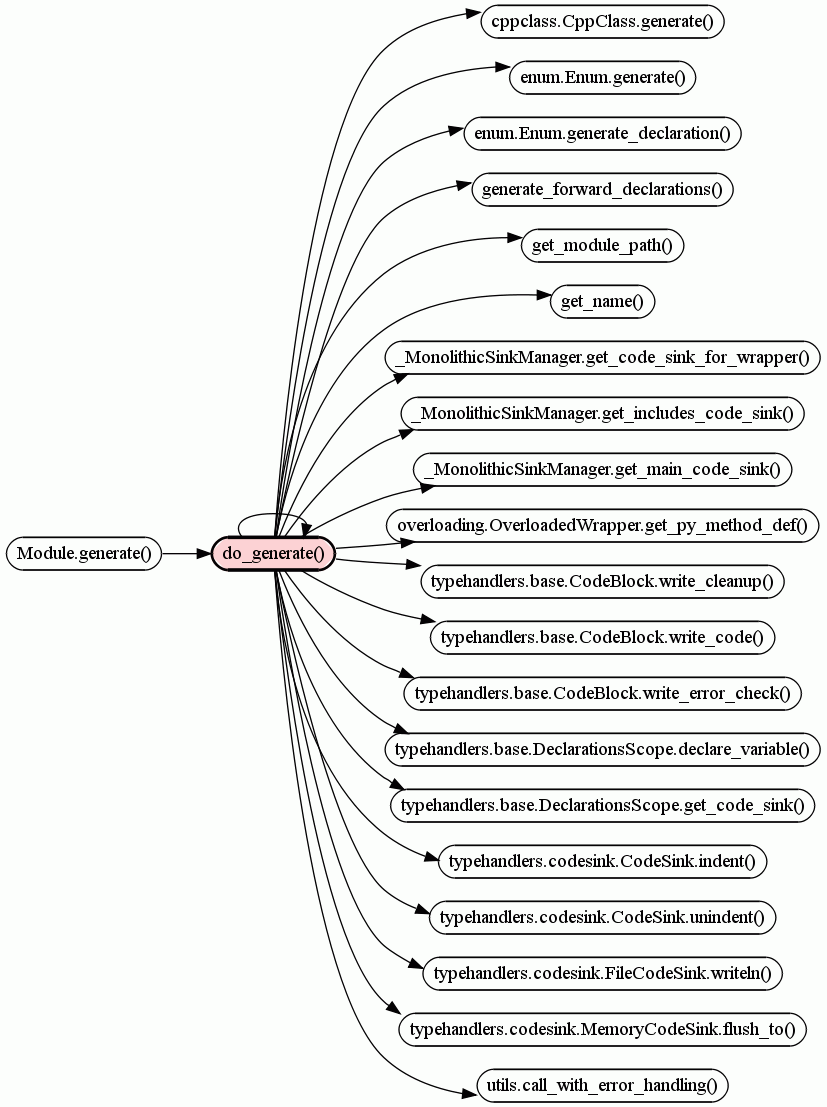 cppclass.CppClass.generate()
enum.Enum.generate()
enum.Enum.generate_declaration()
generate_forward_declarations()
get_module_path()
get_name()
_MonolithicSinkManager.get_code_sink_for_wrapper()
_MonolithicSinkManager.get_includes_code_sink()
_MonolithicSinkManager.get_main_code_sink()
overloading.OverloadedWrapper.get_py_method_def()
Module.generate()
do_generate()
typehandlers.base.CodeBlock.write_cleanup()
typehandlers.base.CodeBlock.write_code()
typehandlers.base.CodeBlock.write_error_check()
typehandlers.base.DeclarationsScope.declare_variable()
typehandlers.base.DeclarationsScope.get_code_sink()
typehandlers.codesink.CodeSink.indent()
typehandlers.codesink.CodeSink.unindent()
typehandlers.codesink.FileCodeSink.writeln()
typehandlers.codesink.MemoryCodeSink.flush_to()
utils.call_with_error_handling()